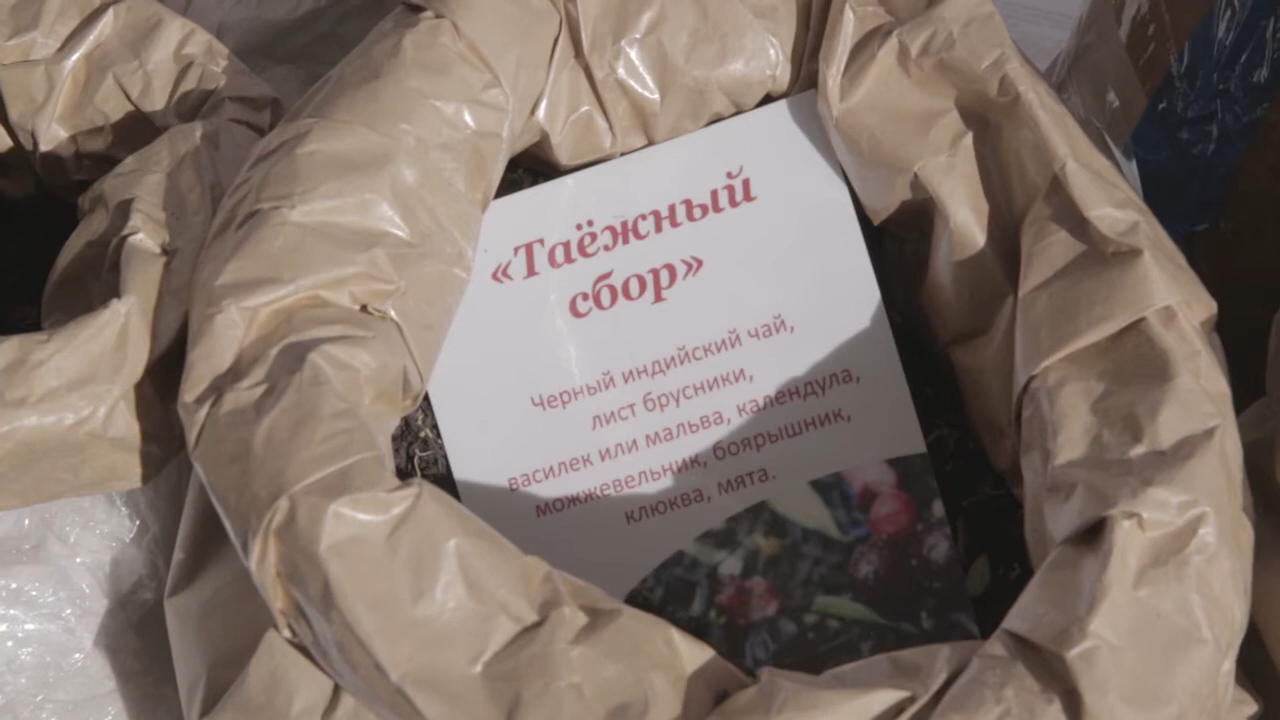 «Таёжный
сбор»
Черный индийский чай,
лист брусники,
василек или мальва, календула,
можжевельник, боярышник,
клюква, мята.